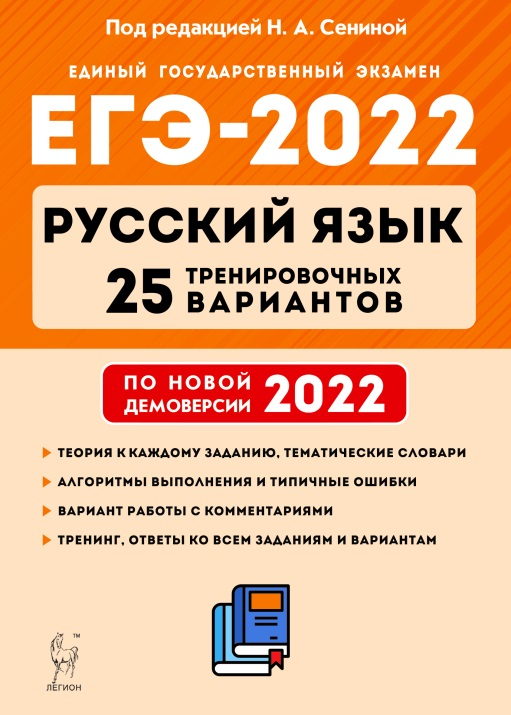 Под редакцией Н. А. Сениной
ЕДИНЫЙ ГОСУДАРСТВЕННЫЙ ЭКЗАМЕН
ЕГЭ-2022
РУССКИЙ ЯЗЫК
25 ТРЕНИРОВОЧНЫХ
ВАРИАНТОВ
ПО НОВОЙ
ДЕМОВЕРСИИ 2022
ТЕОРИЯ К КАЖДОМУ ЗАДАНИЮ, ТЕМАТИЧЕСКИЕ СЛОВАРИ
АЛГОРИТМЫ ВЫПОЛНЕНИЯ И ТИПИЧНЫЕ ОШИБКИ
ВАРИАНТ РАБОТЫ С КОММЕНТАРИЯМИ
ТРЕНИНГ, ОТВЕТЫ КО ВСЕМ ЗАДАНИЯМ И ВАРИАНТАМ
TM
ЛЕГИОН